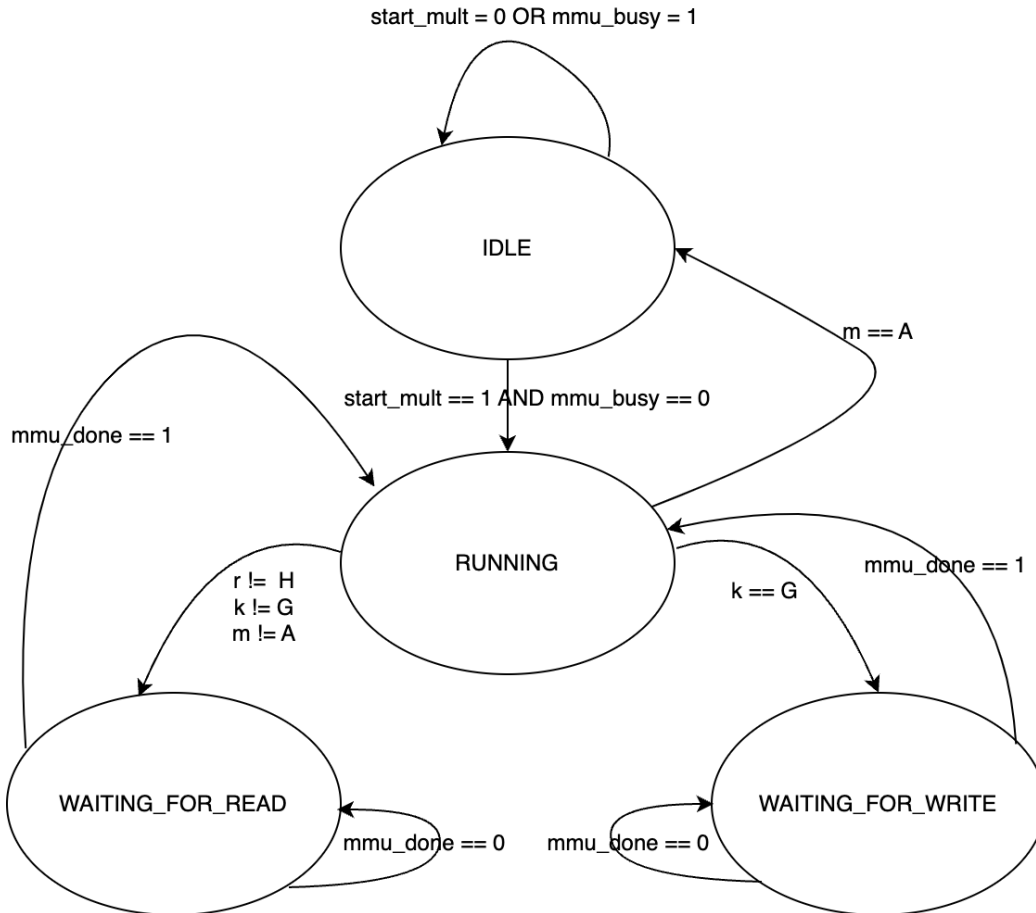 start_mult = 0 OR mmu_busy = 1
IDLE
m == A
start_mult == 1 AND mmu_busy == 0
mmu_done == 1
RUNNING
mmu_done == 1
r != H
k != G
m != A
k == G
WAITING_FOR_READ
WAITING_FOR_WRITE
mmu_done == 0
mmu_done == 0